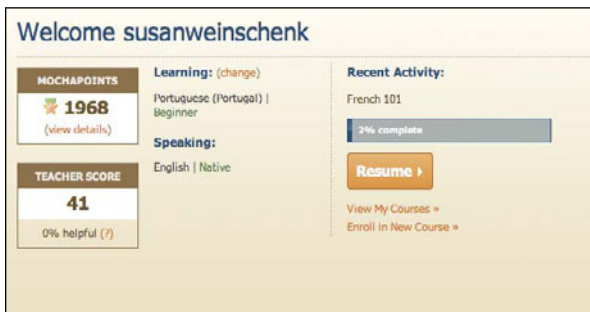 Welcome susanweinschenk
MOCHAPOINTS
1968
(view details)
TEACHER SCORE
41
0% helpful (?)
Learning: (change)
Portuguese (Portugal) |
Beginner
Speaking:
English | Native
Recent Activity:
French 101
2% complete
Resume
View My Courses »
Enroll in New Course »